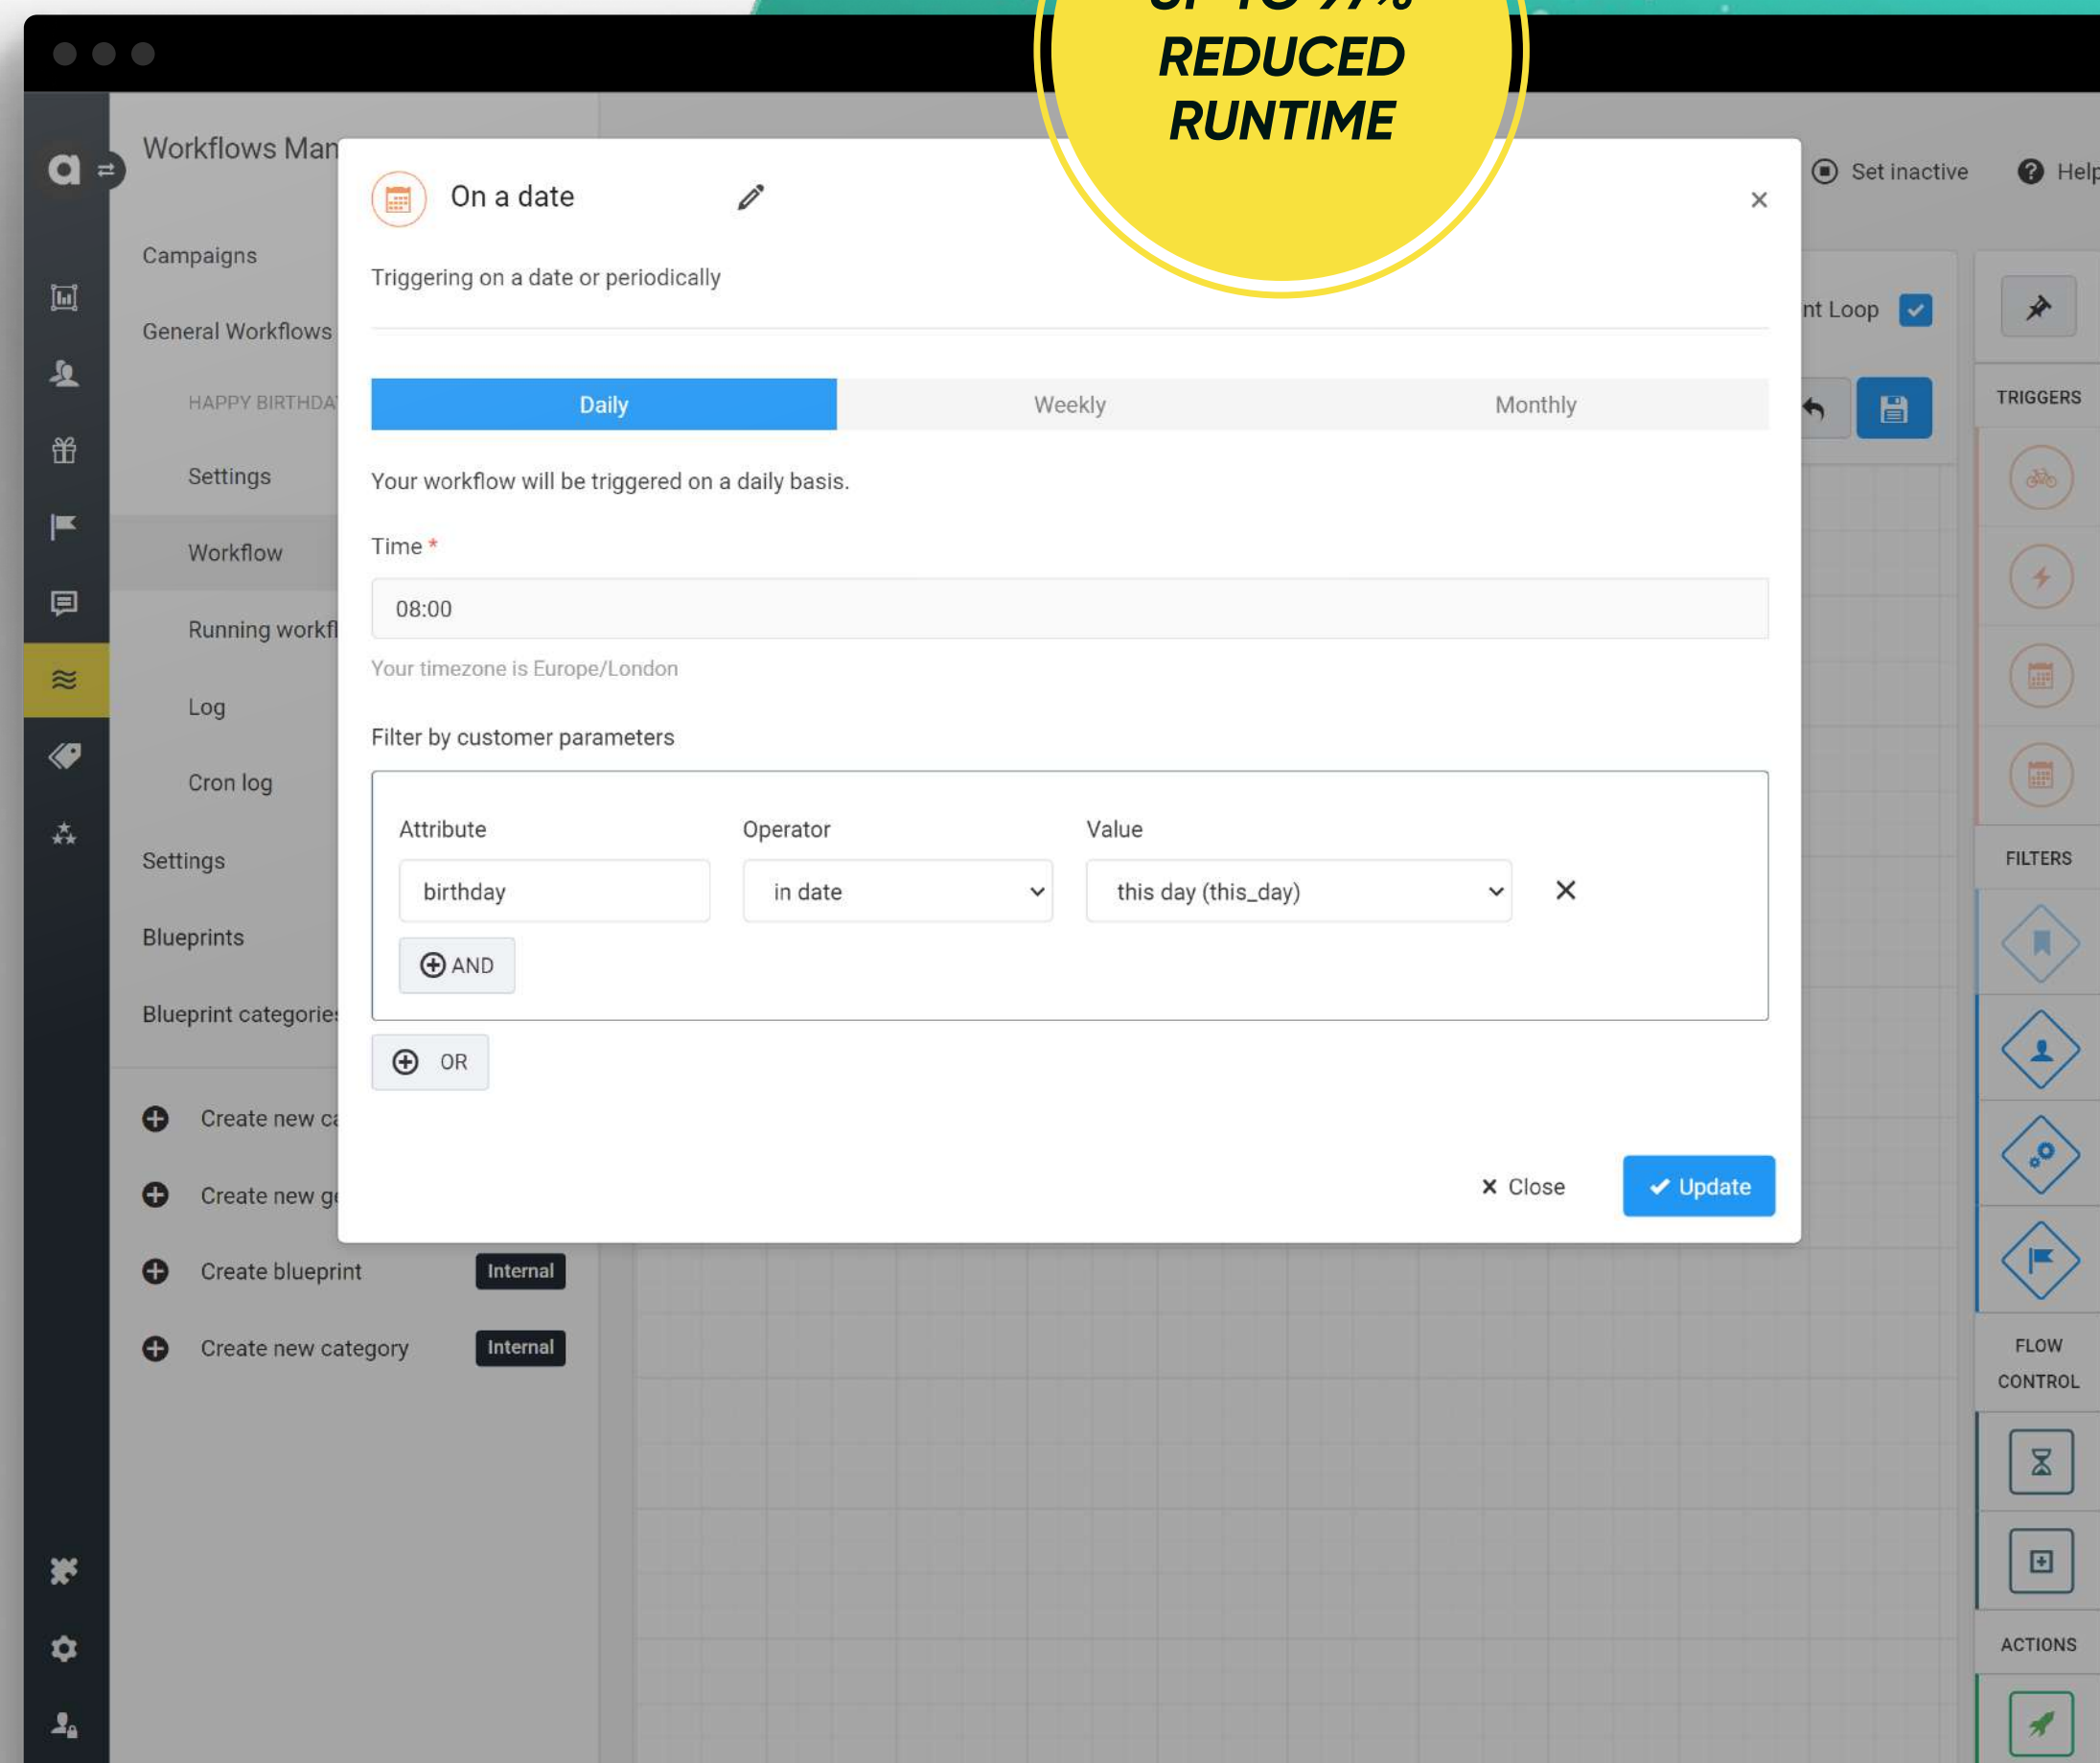 REDUCED
RUNTIME
Workflows Man
Set inactive
Help
On a date
Campaigns
Triggering on a date or periodically
General Workflows
nt Loop
HAPPY BIRTHDA
Daily
Weekly
Monthly
TRIGGERS
Settings
Your workflow will be triggered on a daily basis.
Workflow
Time *
08:00
Running workfl
Your timezone is Europe/London
Log
Filter by customer parameters
Cron log
Attribute
Operator
Value
Settings
FILTERS
birthday
in date
this day (this_day)
Blueprints
AND
Blueprint categories
OR
Create new ca
Create new ge
Close
Update
Create blueprint
Internal
Create new category
Internal
FLOW
CONTROL
ACTIONS